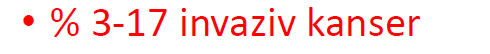 • % 3-17 invaziv kanser